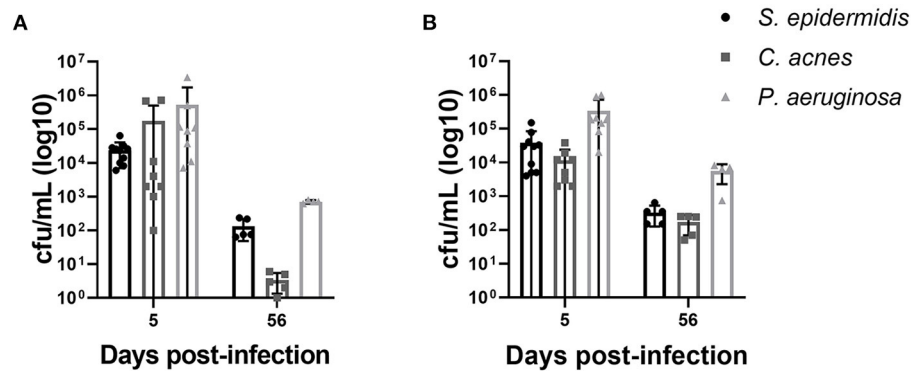 A
B
S. epidermidis
C. acnes
P. aeruginosa
cfu/mL (log10)
10⁷
10⁶
10⁵
10⁴
10³
10²
10¹
10⁰
5
56
Days post-infection
cfu/mL (log10)
10⁷
10⁶
10⁵
10⁴
10³
10²
10¹
10⁰
5
56
Days post-infection